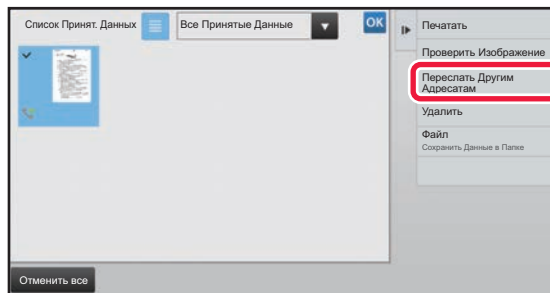 Список Принят. Данных
Все Принятые Данные
OK
Печатать
Проверить Изображение
Переслать Другим
Адресатам
Удалить
Файл
Сохранить Данные в Папке
Отменить все